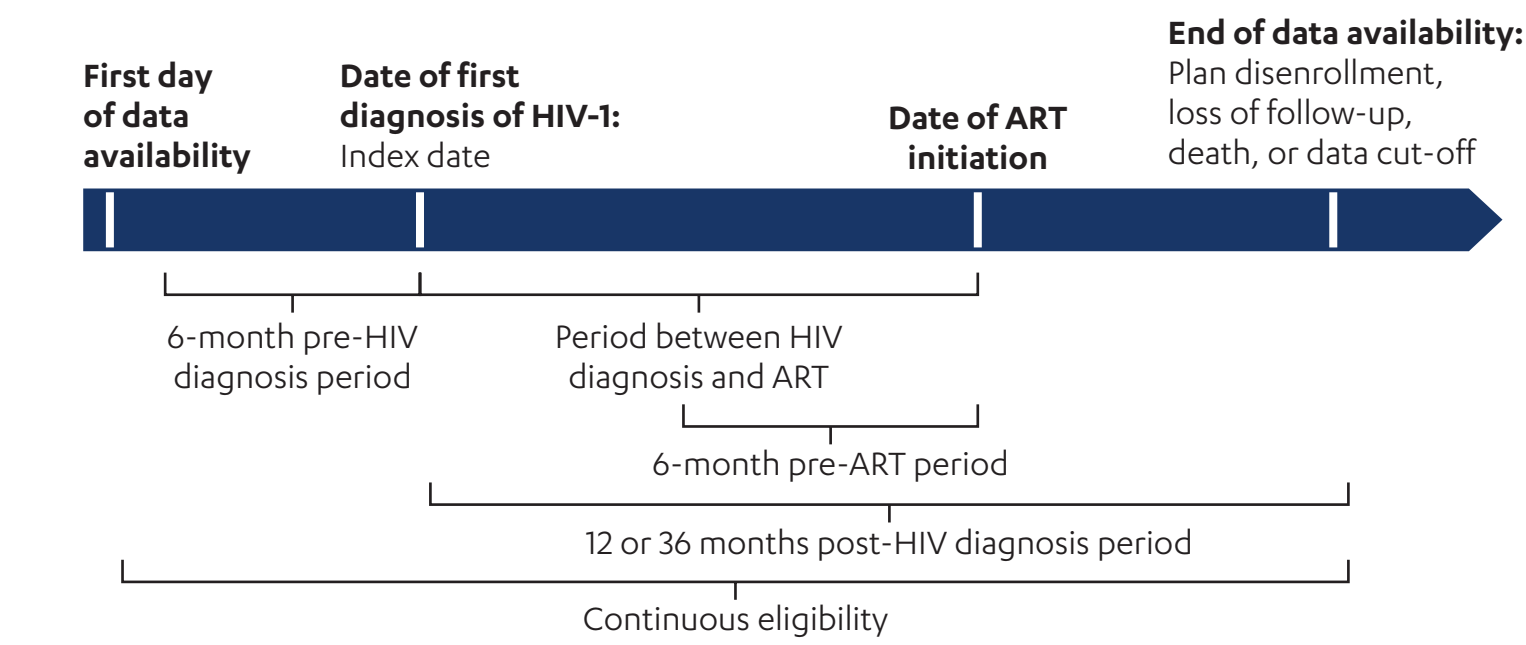 First day
of data
availability
Date of first
diagnosis of HIV-1:
Index date
Date of ART
initiation
End of data availability:
Plan disenrollment,
loss of follow-up,
death, or data cut-off
6-month pre-HIV
diagnosis period
Period between HIV
diagnosis and ART
6-month pre-ART period
12 or 36 months post-HIV diagnosis period
Continuous eligibility